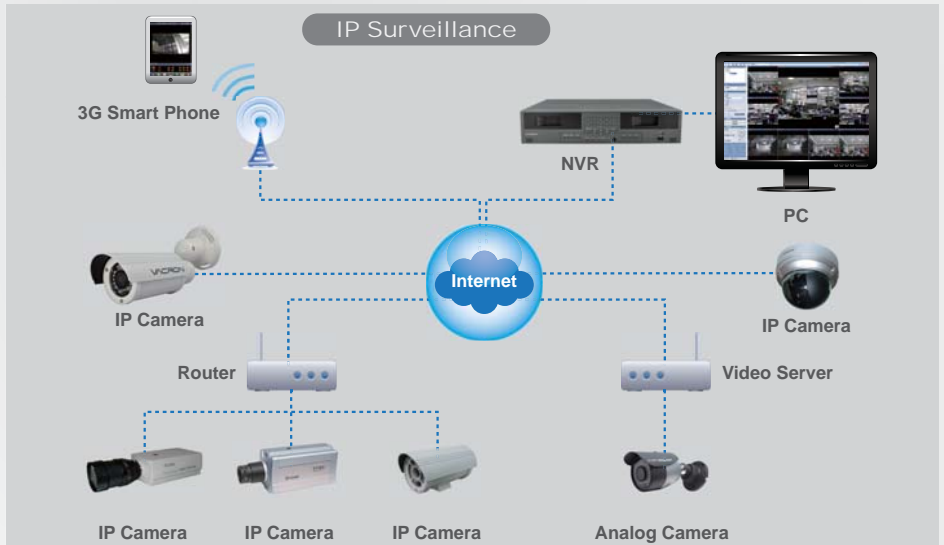 IP Surveillance
3G Smart Phone
NVR
PC
VACRON
Internet
IP Camera
IP Camera
Router
Video Server
IP Camera
IP Camera
IP Camera
Analog Camera